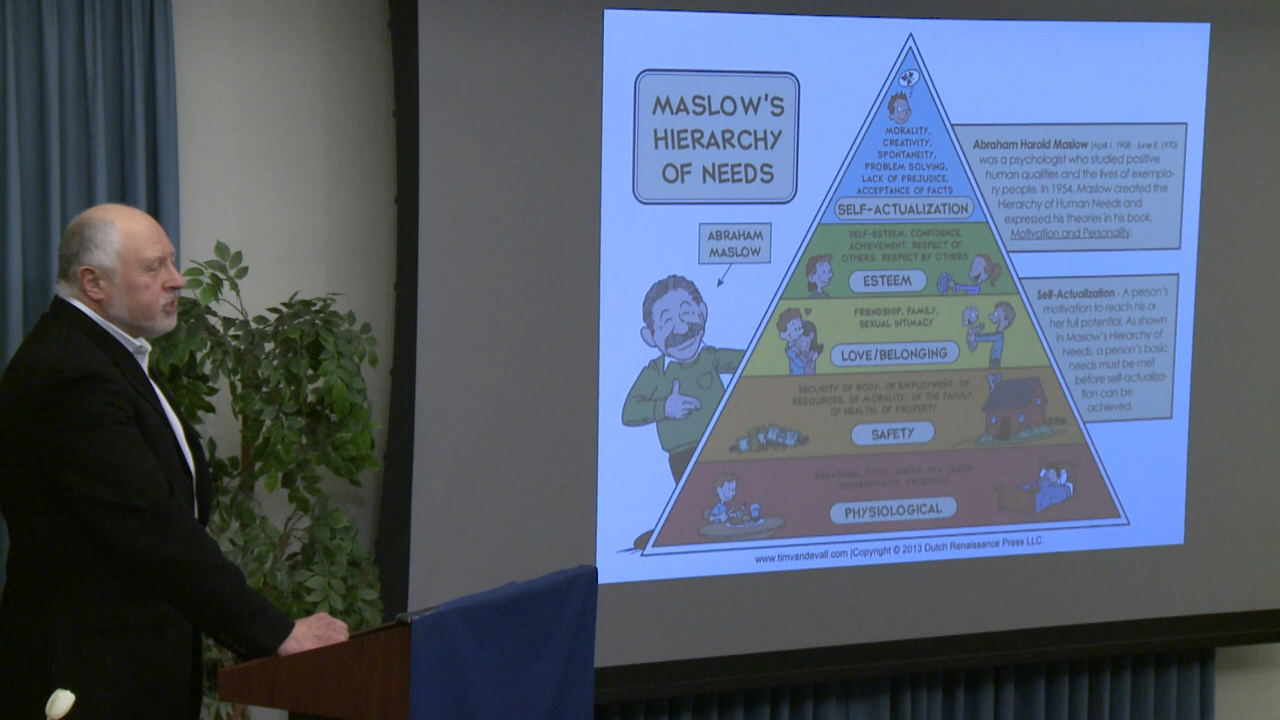 MASLOW'S
HIERARCHY
OF NEEDS
ABRAHAM
MASLOW
MORALITY,
CREATIVITY,
SPONTANEITY,
PROBLEM SOLVING,
LACK OF PREJUDICE,
ACCEPTANCE OF FACTS
SELF-ACTUALIZATION
SELF-ESTEEM, CONFIDENCE,
ACHIEVEMENT, RESPECT OF
OTHERS, RESPECT BY OTHERS
ESTEEM
FRIENDSHIP, FAMILY,
SEXUAL INTIMACY
LOVE/BELONGING
SECURITY OF BODY, OF EMPLOYMENT, OF
RESOURCES, OF MORALITY, OF THE FAMILY,
OF HEALTH, OF PROPERTY
SAFETY
BREATHING, FOOD, WATER, SEX, SLEEP
HOMEOSTASIS, EXCRETION
PHYSIOLOGICAL
Abraham Harold Maslow (April 1, 1908 - June 8, 1970)
was a psychologist who studied positive
human qualities and the lives of exempla-
ry people. In 1954, Maslow created the
Hierarchy of Human Needs and
expressed his theories in his book,
Motivation and Personality.
Self-Actualization - A person's
motivation to reach his or
her full potential. As shown
in Maslow's Hierarchy of
Needs, a person's basic
needs must be met
before self-actualiza-
tion can be
achieved.
www.timvandevall.com | Copyright © 2013 Dutch Renaissance Press LLC.